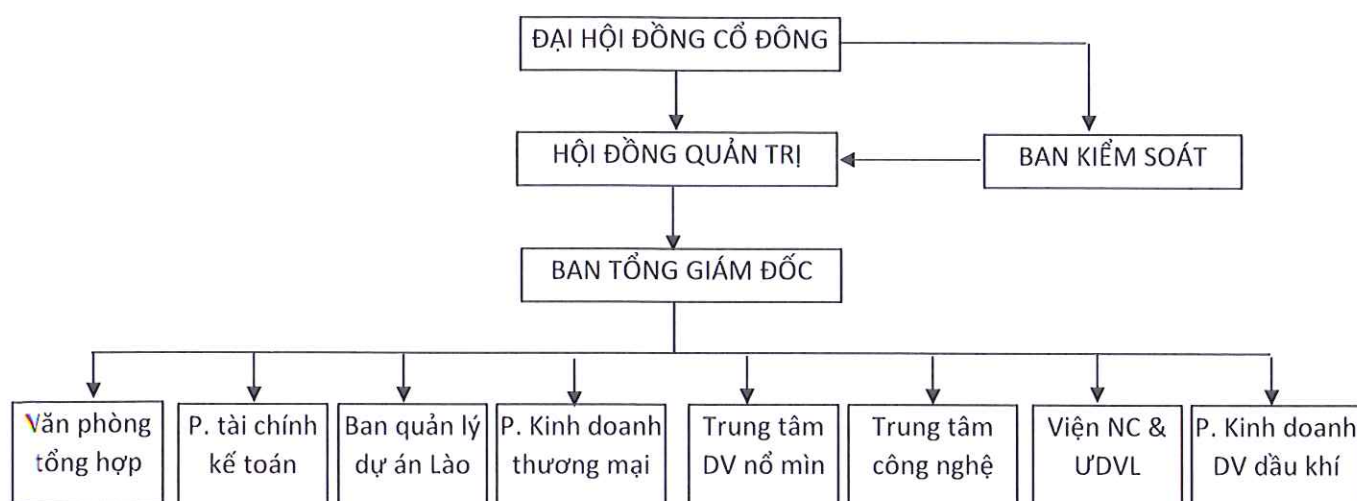 ĐẠI HỘI ĐỒNG CỔ ĐÔNG
HỘI ĐỒNG QUẢN TRỊ
BAN KIỂM SOÁT
BAN TỔNG GIÁM ĐỐC
Văn phòng
tổng hợp
P. tài chính
kế toán
Ban quản lý
dự án Lào
P. Kinh doanh
thương mại
Trung tâm
DV nổ mìn
Trung tâm
công nghệ
Viện NC &
ƯDVL
P. Kinh doanh
DV dầu khí